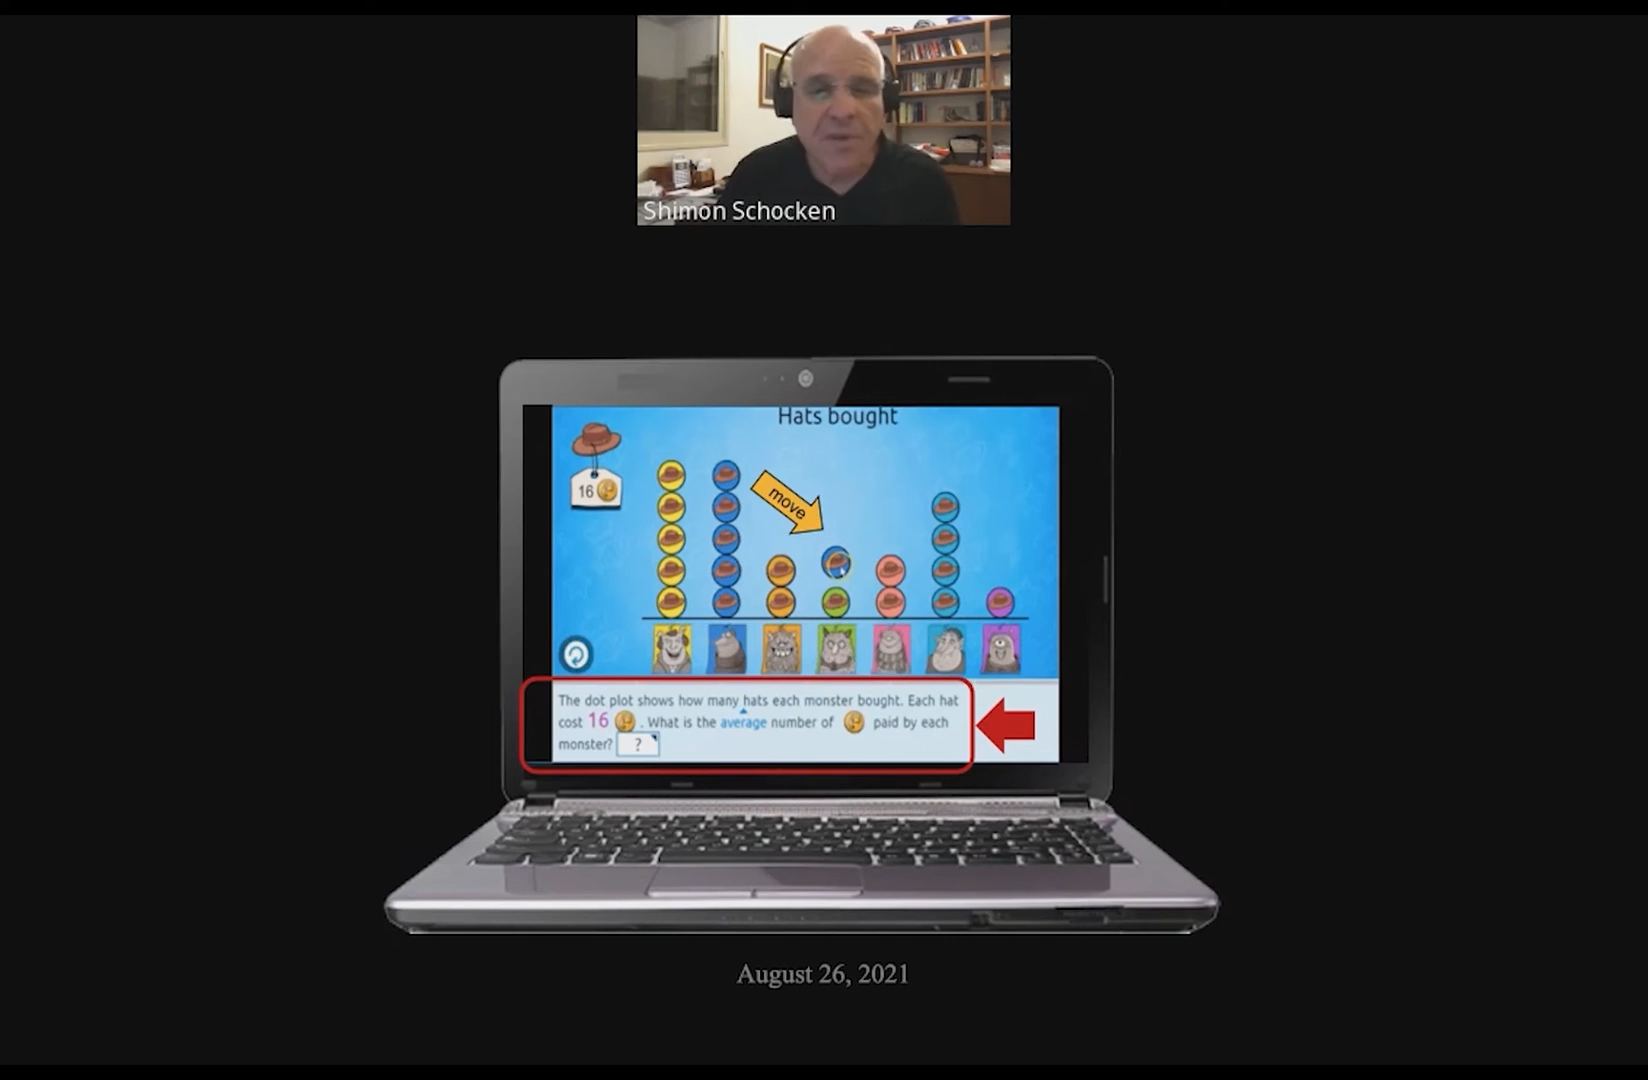 Shimon Schocken
Hats bought
16
move
The dot plot shows how many hats each monster bought. Each hat
cost 16 . What is the average number of paid by each
monster? ?
August 26, 2021